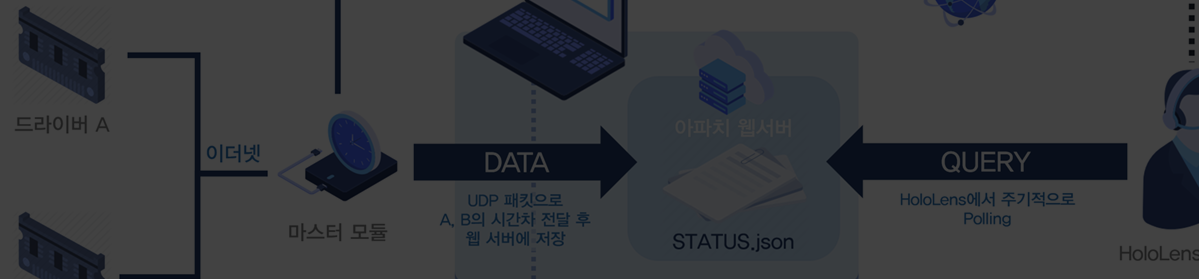 드라이버 A
이더넷
마스터 모듈
DATA
UDP 패킷으로
A, B의 시간차 전달 후
웹 서버에 저장
아파치 웹서버
STATUS.json
QUERY
HoloLens에서 주기적으로
Polling
HoloLens